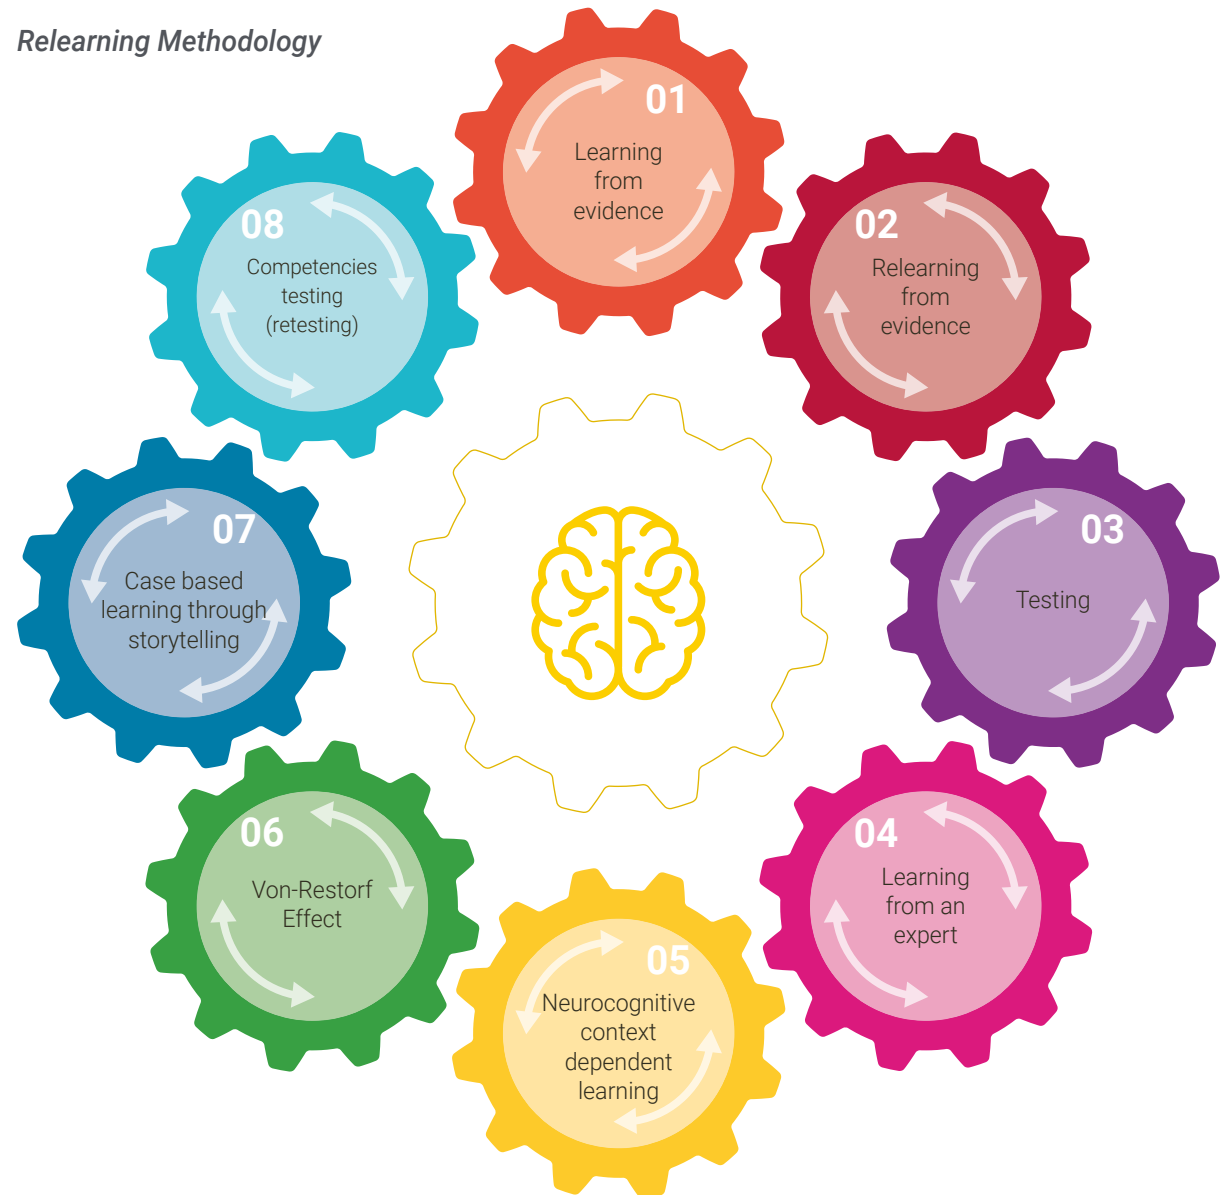 Relearning Methodology
01
Learning
from
evidence
02
Relearning
from
evidence
03
Testing
04
Learning
from an
expert
05
Neurocognitive
context
dependent
learning
06
Von-Restorf
Effect
07
Case based
learning through
storytelling
08
Competencies
testing
(retesting)